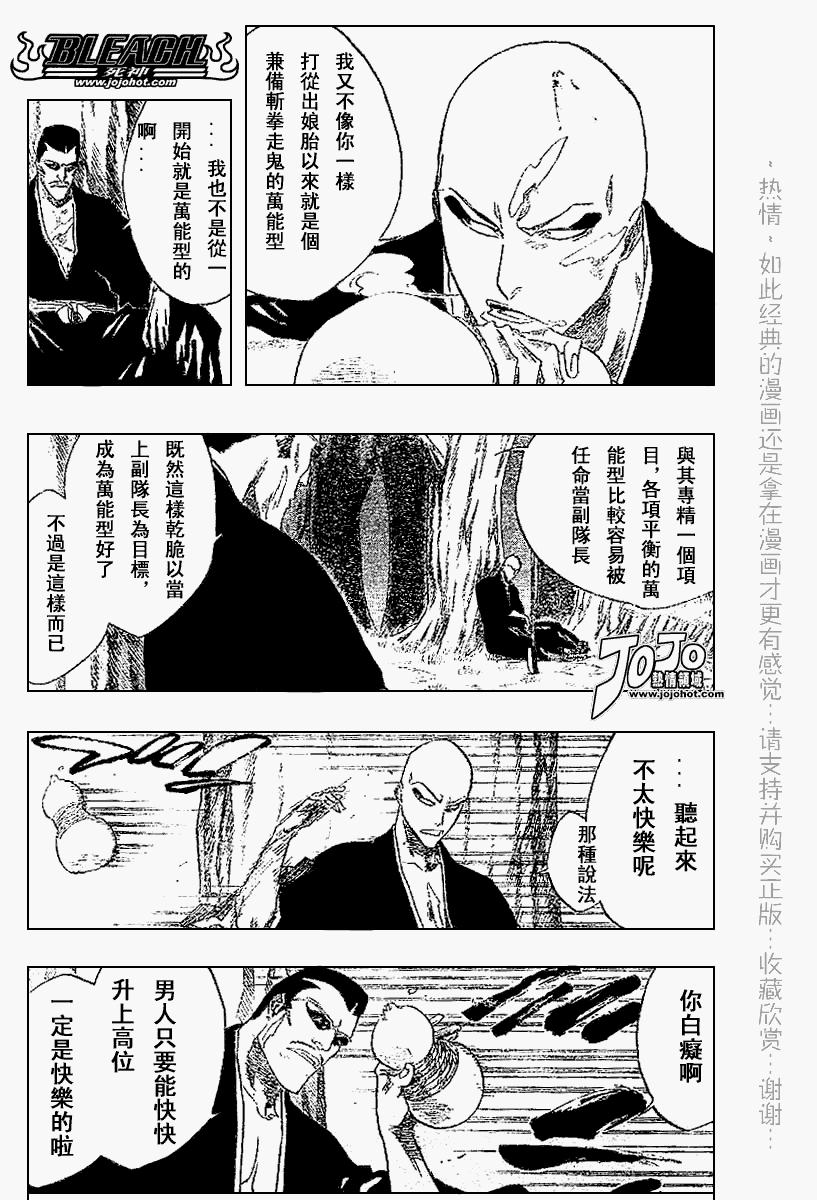 BLEACH
死神
www.jojohot.com
我又不像你一樣
打從出娘胎以來就是個
兼備斬拳走鬼的萬能型
...我也不是從一
開始就是萬能型的
啊...
與其專精一個項
目，各項平衡的萬
能型比較容易被
任命當副隊長
既然這樣乾脆以當
上副隊長為目標，
成為萬能型好了
不過是這樣而已
JOJO
熱情領域
www.jojohot.com
...聽起來
不太快樂呢
那種說法
你白癡啊
男人只要能快快
升上高位
一定是快樂的啦
~热情~如此经典的漫画还是拿在漫画才更有感觉...请支持并购买正版...收藏欣赏...谢谢...